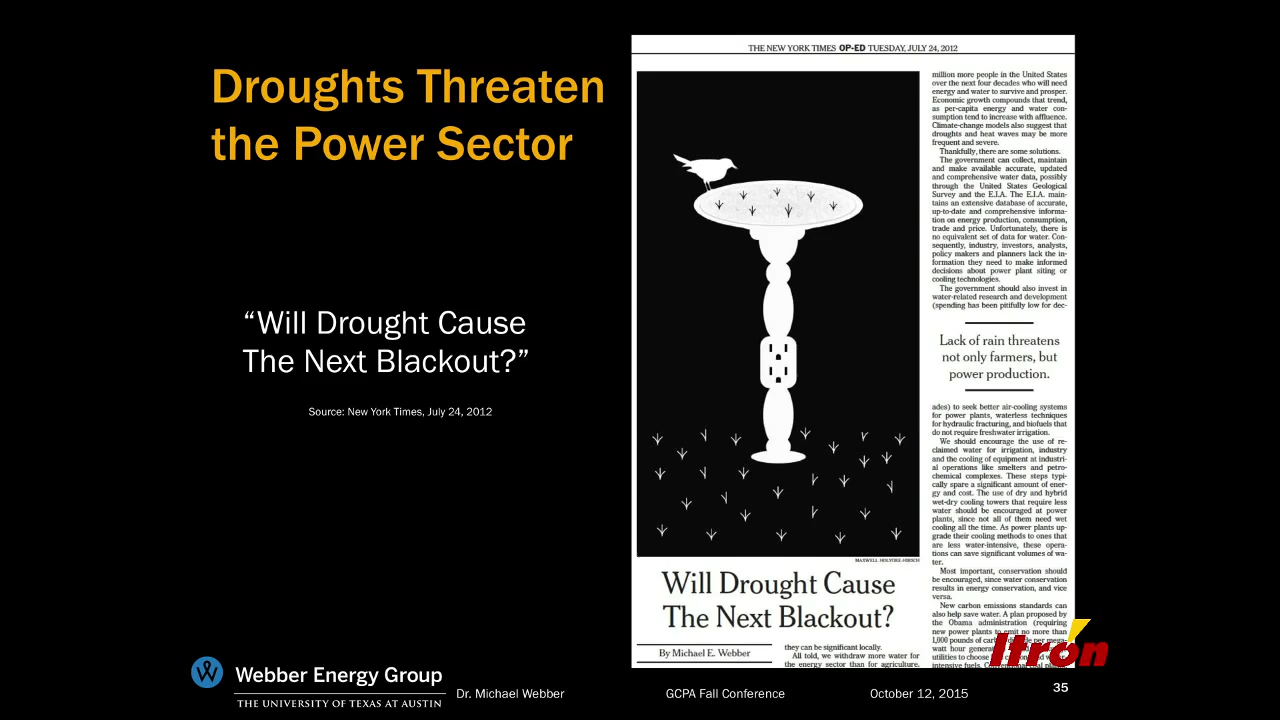 Droughts Threaten
the Power Sector
“Will Drought Cause
The Next Blackout?”
Source: New York Times, July 24, 2012
THE NEW YORK TIMES OP-ED TUESDAY, JULY 24, 2012
MAXWELL HOLYOKE-HIRSCH
Will Drought Cause
The Next Blackout?
By Michael E. Webber
they can be significant locally.
All told, we withdraw more water for
the energy sector than for agriculture.
million more people in the United States
over the next four decades who will need
energy and water to survive and prosper.
Economic growth compounds that trend,
as per-capita energy and water con-
sumption tend to increase with affluence.
Climate-change models also suggest that
droughts and heat waves may be more
frequent and severe.
Thankfully, there are some solutions.
The government can collect, maintain
and make available accurate, updated
and comprehensive water data, possibly
through the United States Geological
Survey and the E.I.A. The E.I.A. main-
tains an extensive database of accurate,
up-to-date and comprehensive informa-
tion on energy production, consumption,
trade and price. Unfortunately, there is
no equivalent set of data for water. Con-
sequently, industry, investors, analysts,
policy makers and planners lack the in-
formation they need to make informed
decisions about power plant siting or
cooling technologies.
The government should also invest in
water-related research and development
(spending has been pitifully low for dec-
Lack of rain threatens
not only farmers, but
power production.
ades) to seek better air-cooling systems
for power plants, waterless techniques
for hydraulic fracturing, and biofuels that
do not require freshwater irrigation.
We should encourage the use of re-
claimed water for irrigation, industry
and the cooling of equipment at industri-
al operations like smelters and petro-
chemical complexes. These steps typi-
cally spare a significant amount of ener-
gy and cost. The use of dry and hybrid
wet-dry cooling towers that require less
water should be encouraged at power
plants, since not all of them need wet
cooling all the time. As power plants up-
grade their cooling methods to ones that
are less water-intensive, these opera-
tions can save significant volumes of wa-
ter.
Most important, conservation should
be encouraged, since water conservation
results in energy conservation, and vice
versa.
New carbon emissions standards can
also help save water. A plan proposed by
the Obama administration (requiring
new power plants to emit no more than
1,000 pounds of per mega-
watt hour
utilities to choose
intensive fuels.
Itron
W
Webber Energy Group
THE UNIVERSITY OF TEXAS AT AUSTIN
Dr. Michael Webber
GCPA Fall Conference
October 12, 2015
35